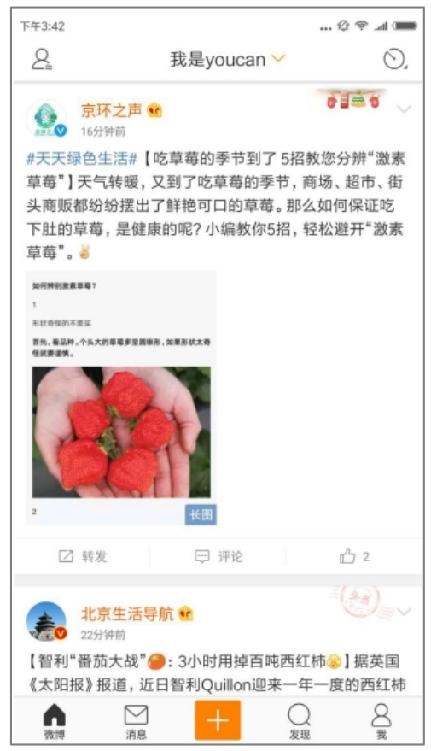 下午3:42
我是youcan
京环之声
16分钟前
#天天绿色生活#【吃草莓的季节到了 5招教您分辨“激素
草莓”】天气转暖，又到了吃草莓的季节，商场、超市、街
头商贩都纷纷摆出了鲜艳可口的草莓。那么如何保证吃
下肚的草莓，是健康的呢？小编教你5招，轻松避开“激素
草莓”。
如何辨别激素草莓？
1
形状奇怪的不要买
首先，看品种。个头大的草莓多呈圆锥形，如果形状太奇
怪就要谨慎。
2
长图
转发
评论
2
北京生活导航
22分钟前
【智利“番茄大战”：3小时用掉百吨西红柿】据英国
《太阳报》报道，近日智利Quillon迎来一年一度的西红柿
微博
消息
发现
我